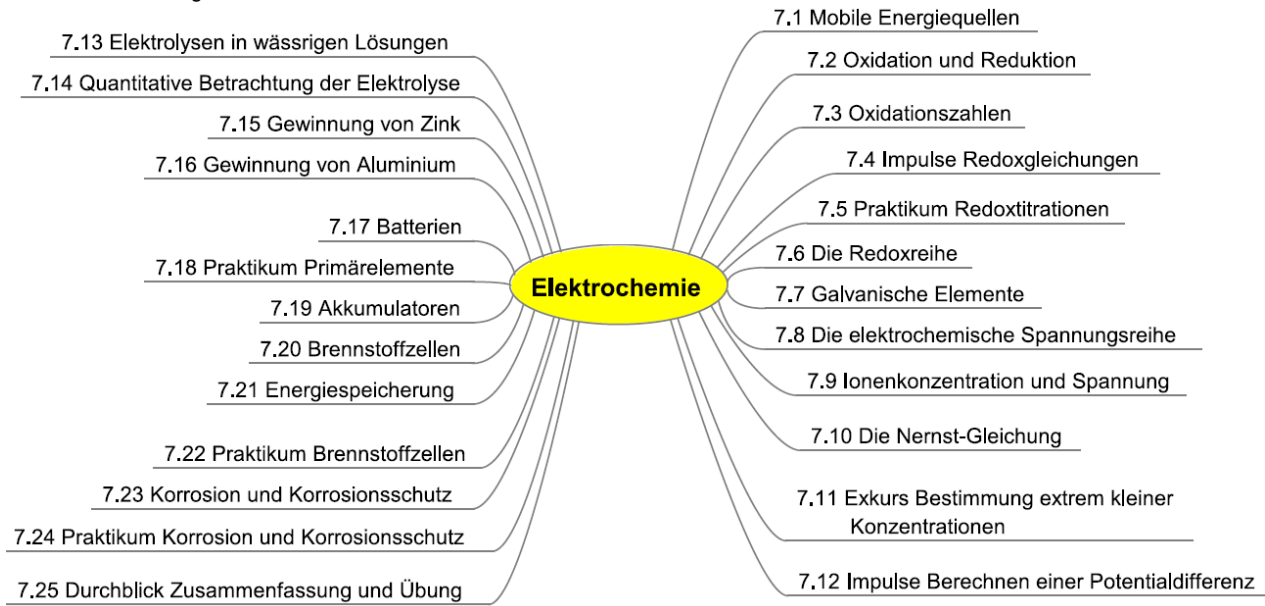 7.1 Mobile Energiequellen
7.2 Oxidation und Reduktion
7.3 Oxidationszahlen
7.4 Impulse Redoxgleichungen
7.5 Praktikum Redoxtitrationen
7.6 Die Redoxreihe
7.7 Galvanische Elemente
7.8 Die elektrochemische Spannungsreihe
7.9 Ionenkonzentration und Spannung
7.10 Die Nernst-Gleichung
7.11 Exkurs Bestimmung extrem kleiner
Konzentrationen
7.12 Impulse Berechnen einer Potentialdifferenz
Elektrochemie
7.13 Elektrolysen in wässrigen Lösungen
7.14 Quantitative Betrachtung der Elektrolyse
7.15 Gewinnung von Zink
7.16 Gewinnung von Aluminium
7.17 Batterien
7.18 Praktikum Primärelemente
7.19 Akkumulatoren
7.20 Brennstoffzellen
7.21 Energiespeicherung
7.22 Praktikum Brennstoffzellen
7.23 Korrosion und Korrosionsschutz
7.24 Praktikum Korrosion und Korrosionsschutz
7.25 Durchblick Zusammenfassung und Übung